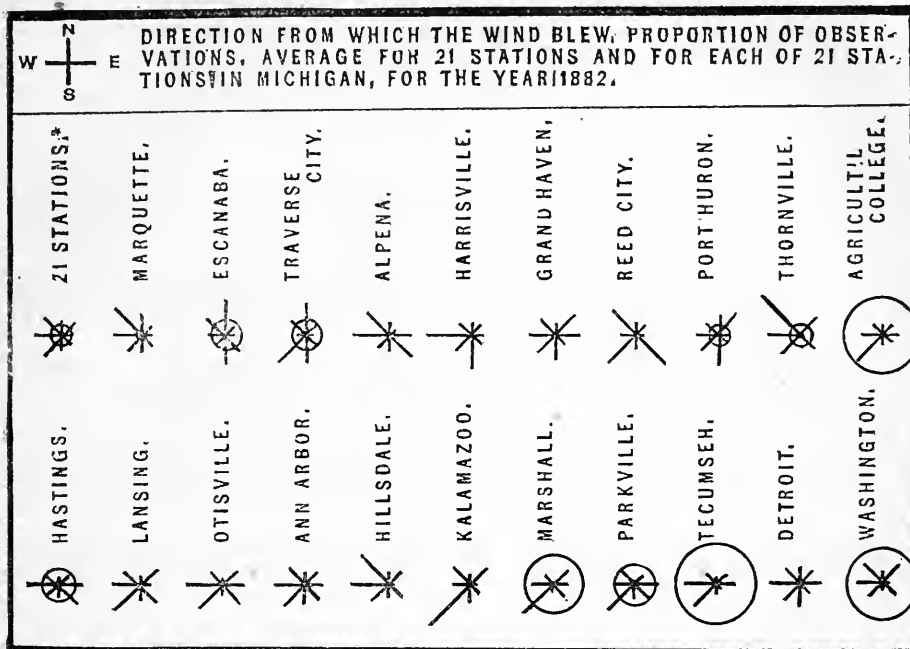 N
W E
S
DIRECTION FROM WHICH THE WIND BLEW. PROPORTION OF OBSER-
VATIONS. AVERAGE FOR 21 STATIONS AND FOR EACH OF 21 STA-
TIONS IN MICHIGAN, FOR THE YEAR 1882.
21 STATIONS.*
MARQUETTE.
ESCANABA.
TRAVERSE
CITY.
ALPENA.
HARRISVILLE.
GRAND HAVEN.
REED CITY.
PORT HURON.
THORNVILLE.
AGRICULT'L
COLLEGE.
HASTINGS.
LANSING.
OTISVILLE.
ANN ARBOR.
HILLSDALE.
KALAMAZOO.
MARSHALL.
PARKVILLE.
TECUMSEH.
DETROIT.
WASHINGTON.